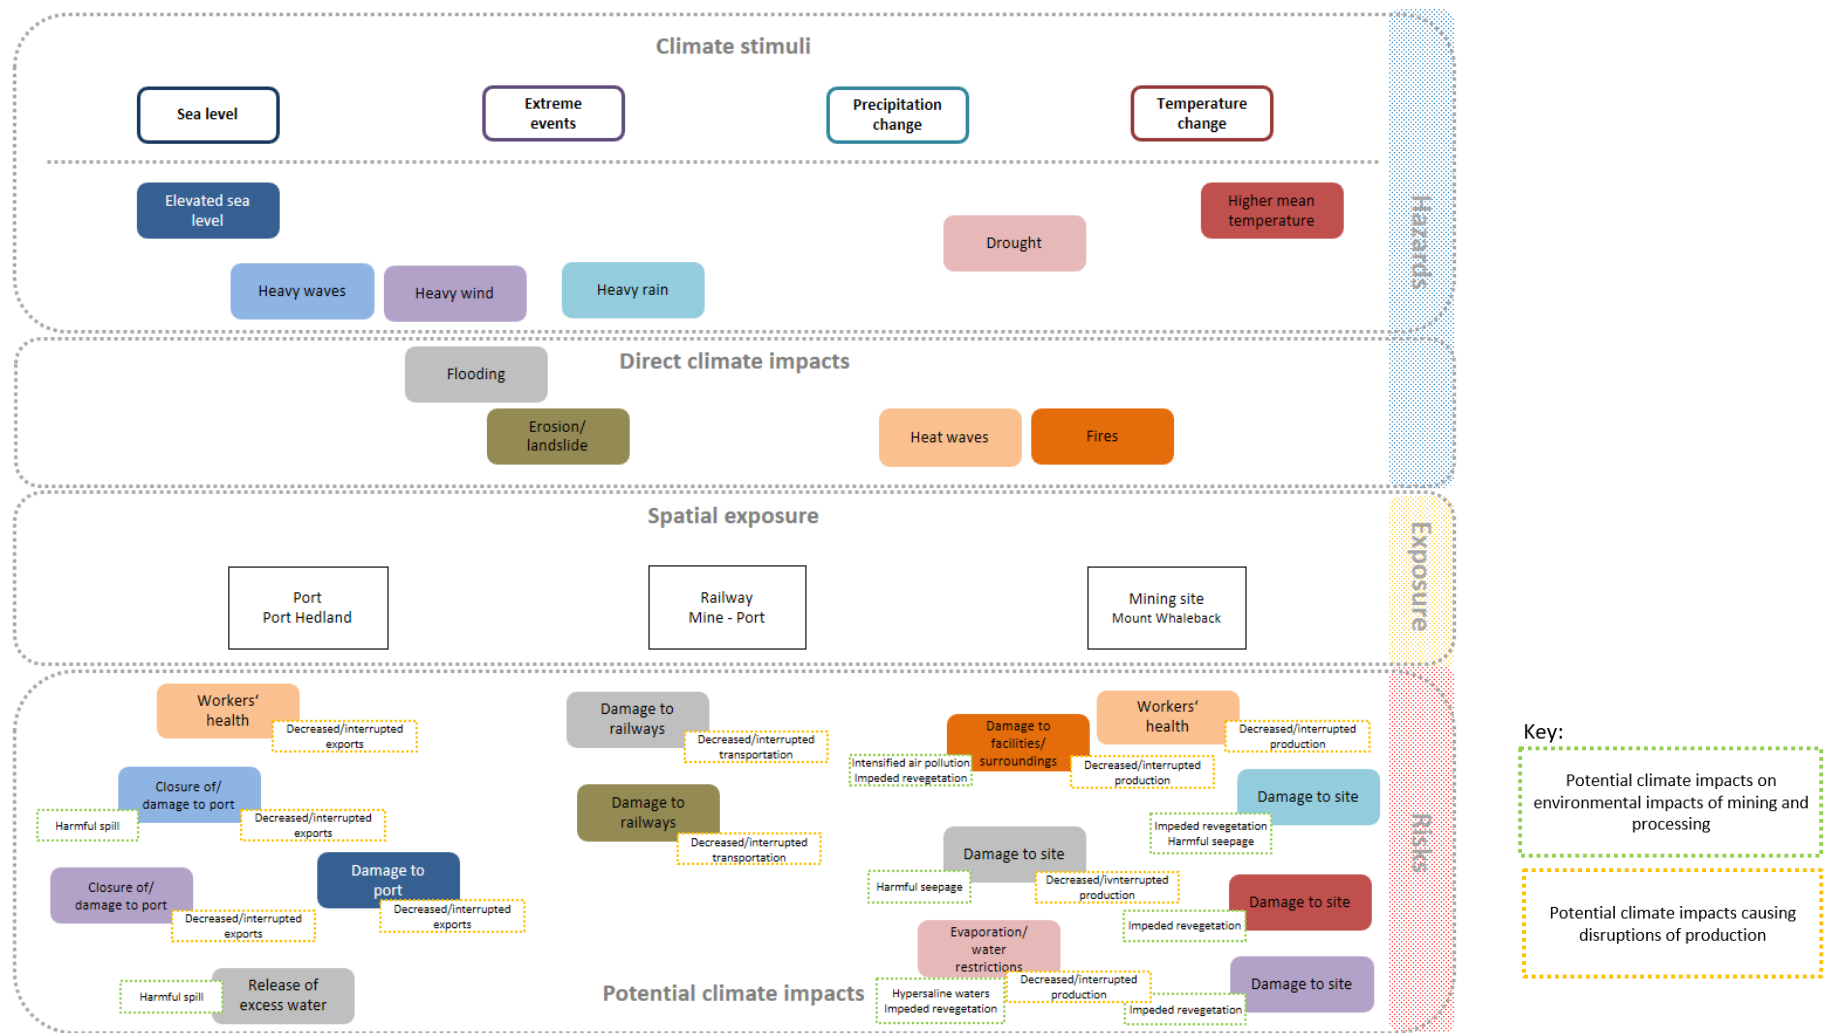 Climate stimuli
Sea level
Extreme
events
Precipitation
change
Temperature
change
Elevated sea
level
Higher mean
temperature
Drought
Heavy waves
Heavy wind
Heavy rain
Hazards
Direct climate impacts
Flooding
Erosion/
landslide
Heat waves
Fires
Spatial exposure
Port
Port Hedland
Railway
Mine - Port
Mining site
Mount Whaleback
Exposure
Workers‘
health
Decreased/interrupted
exports
Closure of/
damage to port
Harmful spill
Decreased/interrupted
exports
Closure of/
damage to port
Decreased/interrupted
exports
Damage to
port
Decreased/interrupted
exports
Release of
excess water
Harmful spill
Damage to
railways
Decreased/interrupted
transportation
Damage to
railways
Decreased/interrupted
transportation
Damage to
facilities/
surroundings
Intensified air pollution
Impeded revegetation
Decreased/interrupted
production
Workers‘
health
Decreased/interrupted
production
Damage to site
Impeded revegetation
Harmful seepage
Damage to site
Harmful seepage
Decreased/ivnterrupted
production
Damage to site
Impeded revegetation
Evaporation/
water
restrictions
Hypersaline waters
Impeded revegetation
Decreased/interrupted
production
Damage to site
Impeded revegetation
Potential climate impacts
Risks
Key:
Potential climate impacts on
environmental impacts of mining and
processing
Potential climate impacts causing
disruptions of production